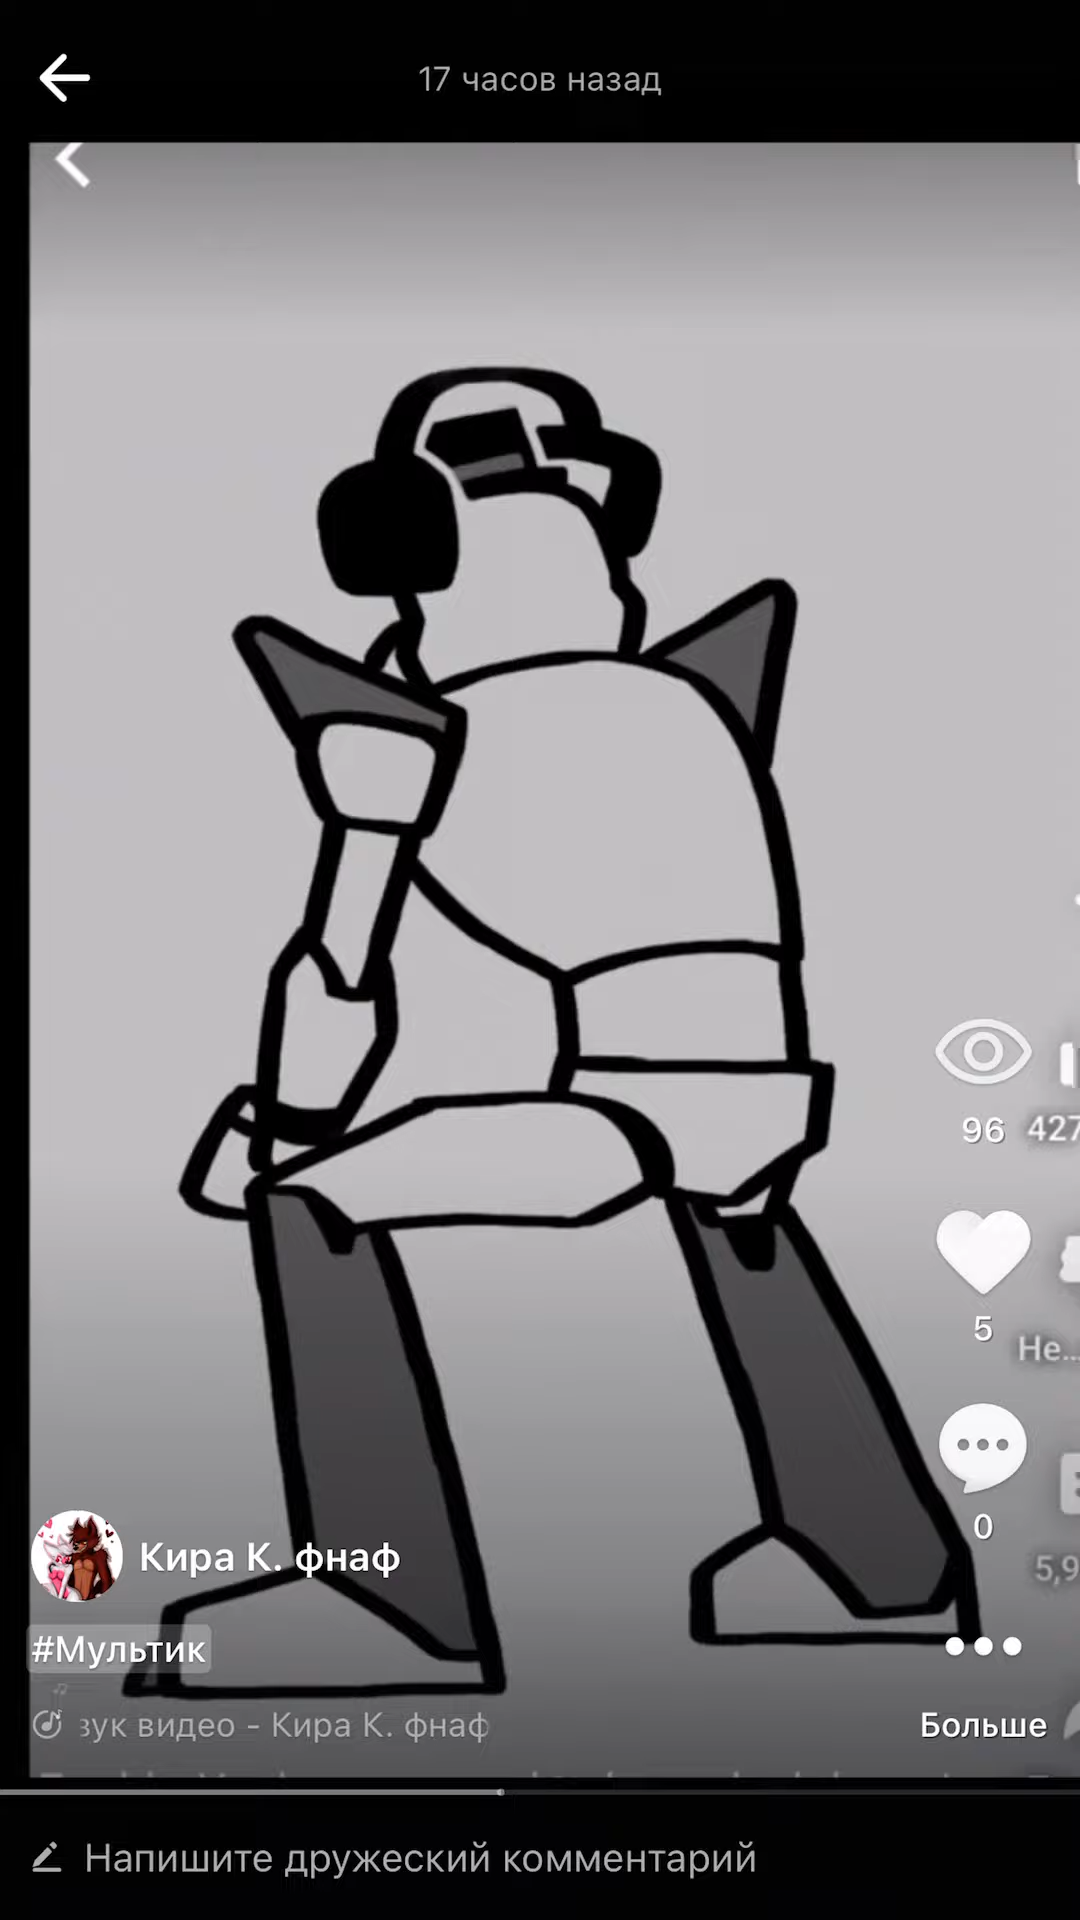 17 часов назад
96
427
5
Не...
0
5,9
Кира К. фнаф
#Мультик
зук видео - Кира К. фнаф
Больше
Напишите дружеский комментарий